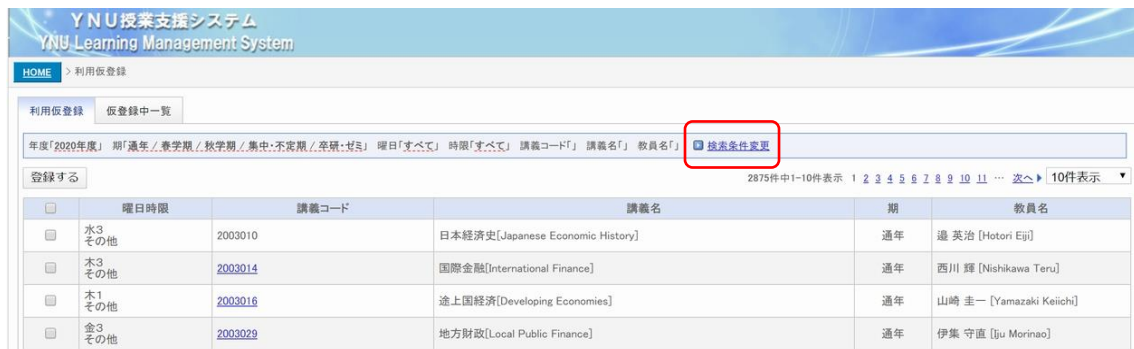 YNU授業支援システム
YNU Learning Management System
HOME > 利用仮登録
利用仮登録 仮登録中一覧
年度「2020年度」 期「通年 / 春学期 / 秋学期 / 集中・不定期 / 卒研・ゼミ」 曜日「すべて」 時限「すべて」 講義コード「」 講義名「」 教員名「」 検索条件変更
登録する 2875件中1-10件表示 1 2 3 4 5 6 7 8 9 10 11 … 次へ 10件表示
曜日時限 講義コード 講義名 期 教員名
水3
その他 2003010 日本経済史[Japanese Economic History] 通年 邉 英治 [Hotori Eiji]
木3
その他 2003014 国際金融[International Finance] 通年 西川 輝 [Nishikawa Teru]
木1
その他 2003016 途上国経済[Developing Economies] 通年 山崎 圭一 [Yamazaki Keiichi]
金3
その他 2003029 地方財政[Local Public Finance] 通年 伊集 守直 [Iju Morinao]